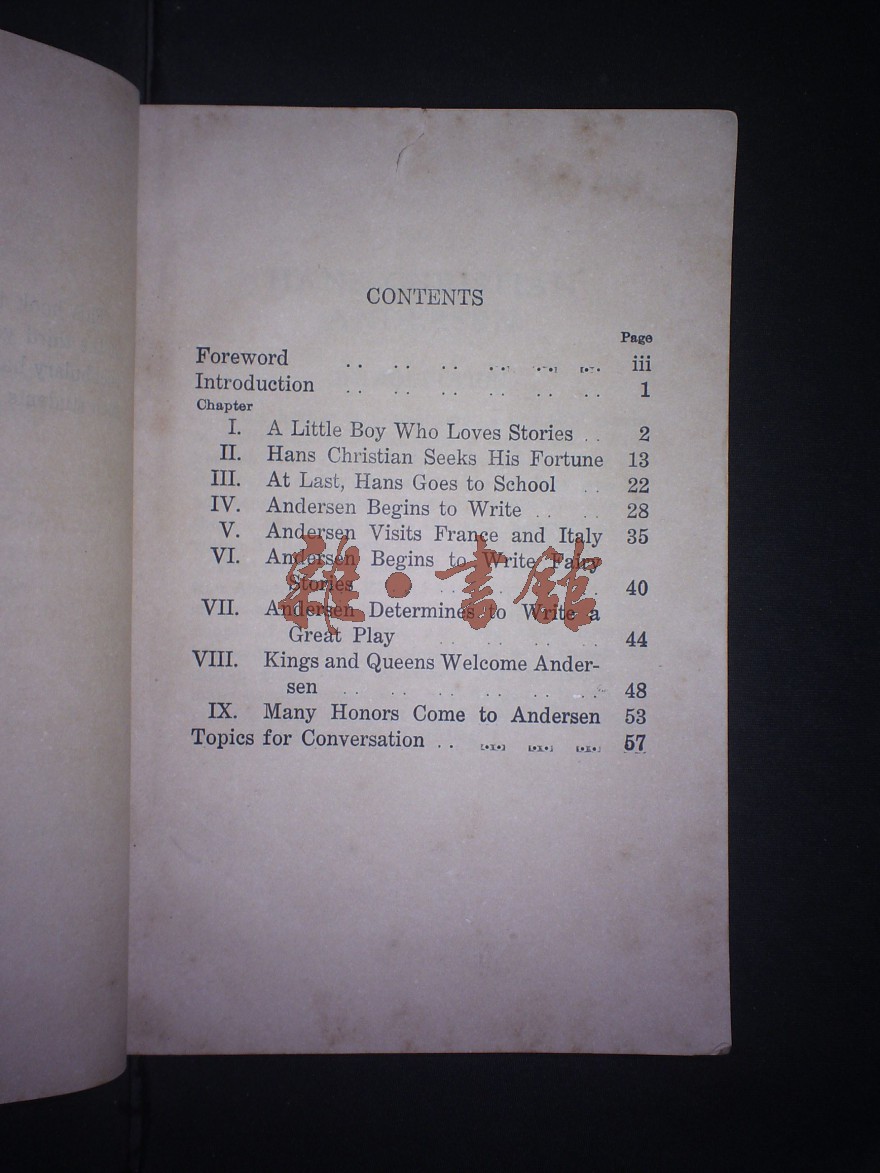 CONTENTS
Page
Foreword .. .. .. .. .. .. iii
Introduction .. .. .. .. .. .. 1
Chapter
I. A Little Boy Who Loves Stories .. 2
II. Hans Christian Seeks His Fortune 13
III. At Last, Hans Goes to School .. 22
IV. Andersen Begins to Write .. .. 28
V. Andersen Visits France and Italy 35
VI. Andersen Begins to Write Fairy
Stories .. .. .. .. 40
VII. Andersen Determines to Write a
Great Play .. .. .. .. 44
VIII. Kings and Queens Welcome Ander-
sen .. .. .. .. .. .. 48
IX. Many Honors Come to Andersen 53
Topics for Conversation .. .. .. .. 57
雜·書館